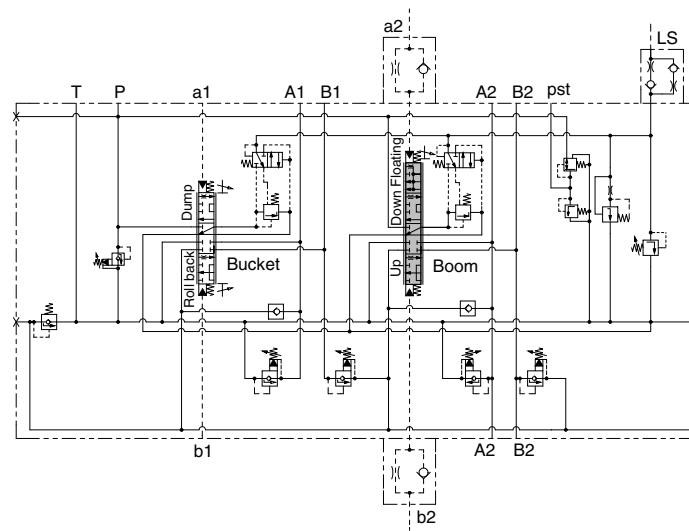 a2
LS
T P a1 A1 B1 A2 B2 pst
Dump
Down Floating
Roll back
Bucket
Up
Boom
b1 A2 B2
b2